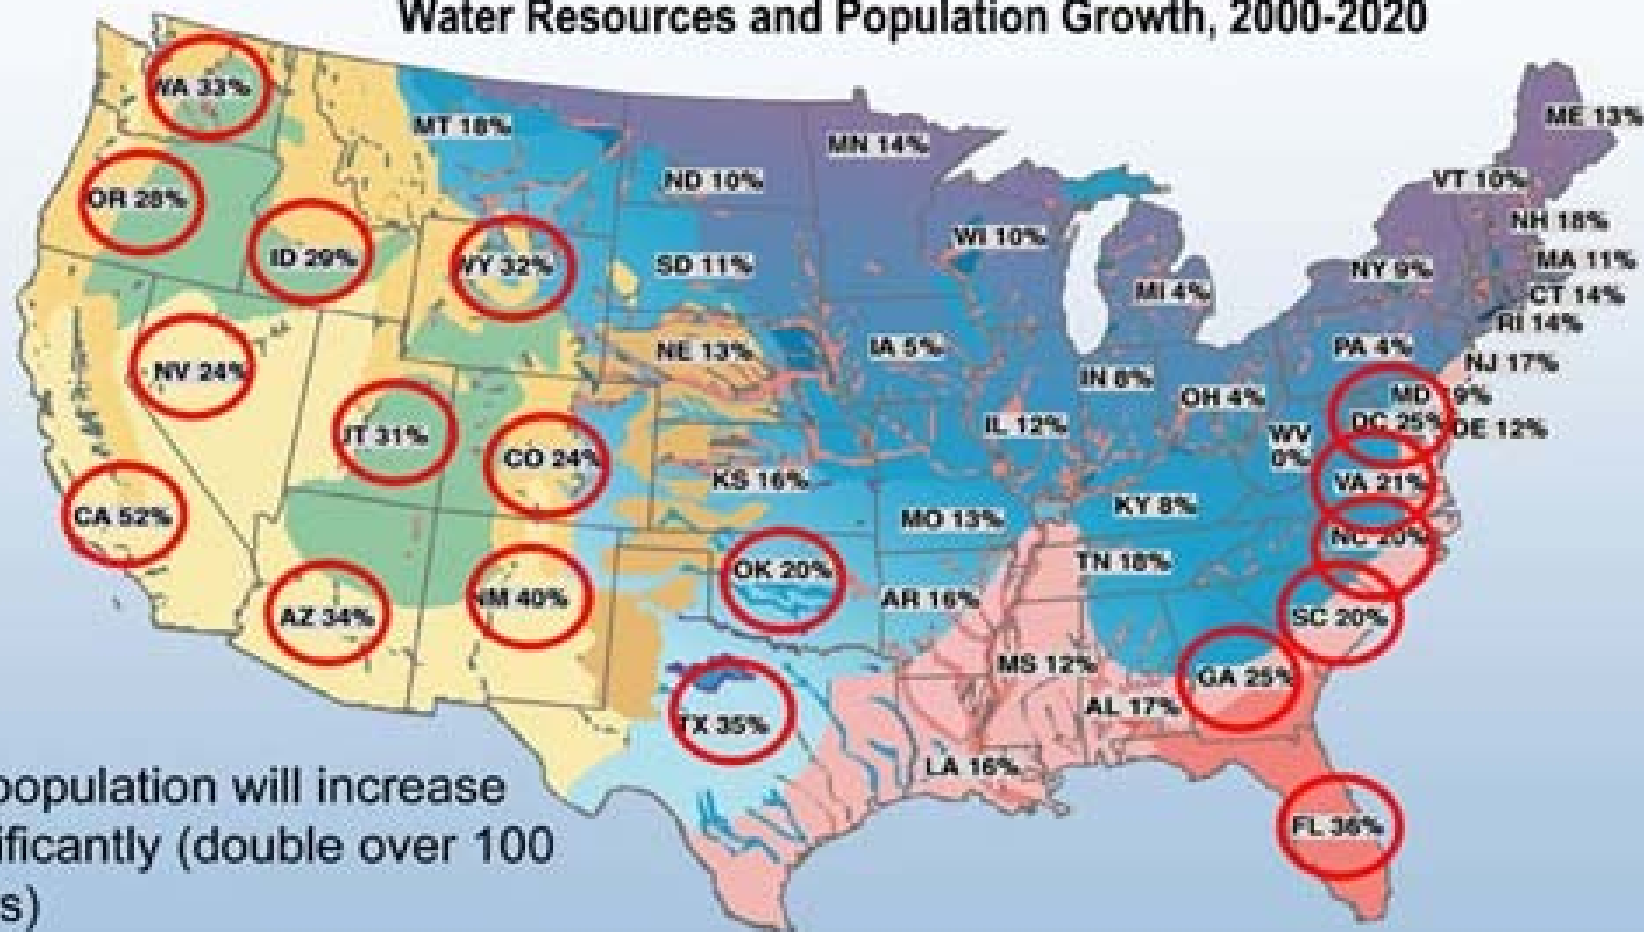 Water Resources and Population Growth, 2000-2020
WA 33%
ME 13%
MT 18%
MN 14%
ND 10%
VT 10%
OR 28%
NH 18%
WI 10%
ID 29%
WY 32%
SD 11%
NY 9%
MA 11%
MI 4%
CT 14%
RI 14%
NE 13%
IA 5%
PA 4%
NJ 17%
NV 24%
IN 8%
OH 4%
MD 9%
UT 31%
IL 12%
DC 25%
DE 12%
WV
0%
CO 24%
KS 16%
VA 21%
CA 52%
MO 13%
KY 8%
NC 20%
TN 18%
OK 20%
NM 40%
AR 16%
AZ 34%
SC 20%
MS 12%
GA 25%
AL 17%
TX 35%
LA 16%
FL 36%
population will increase
ificantly (double over 100
s)